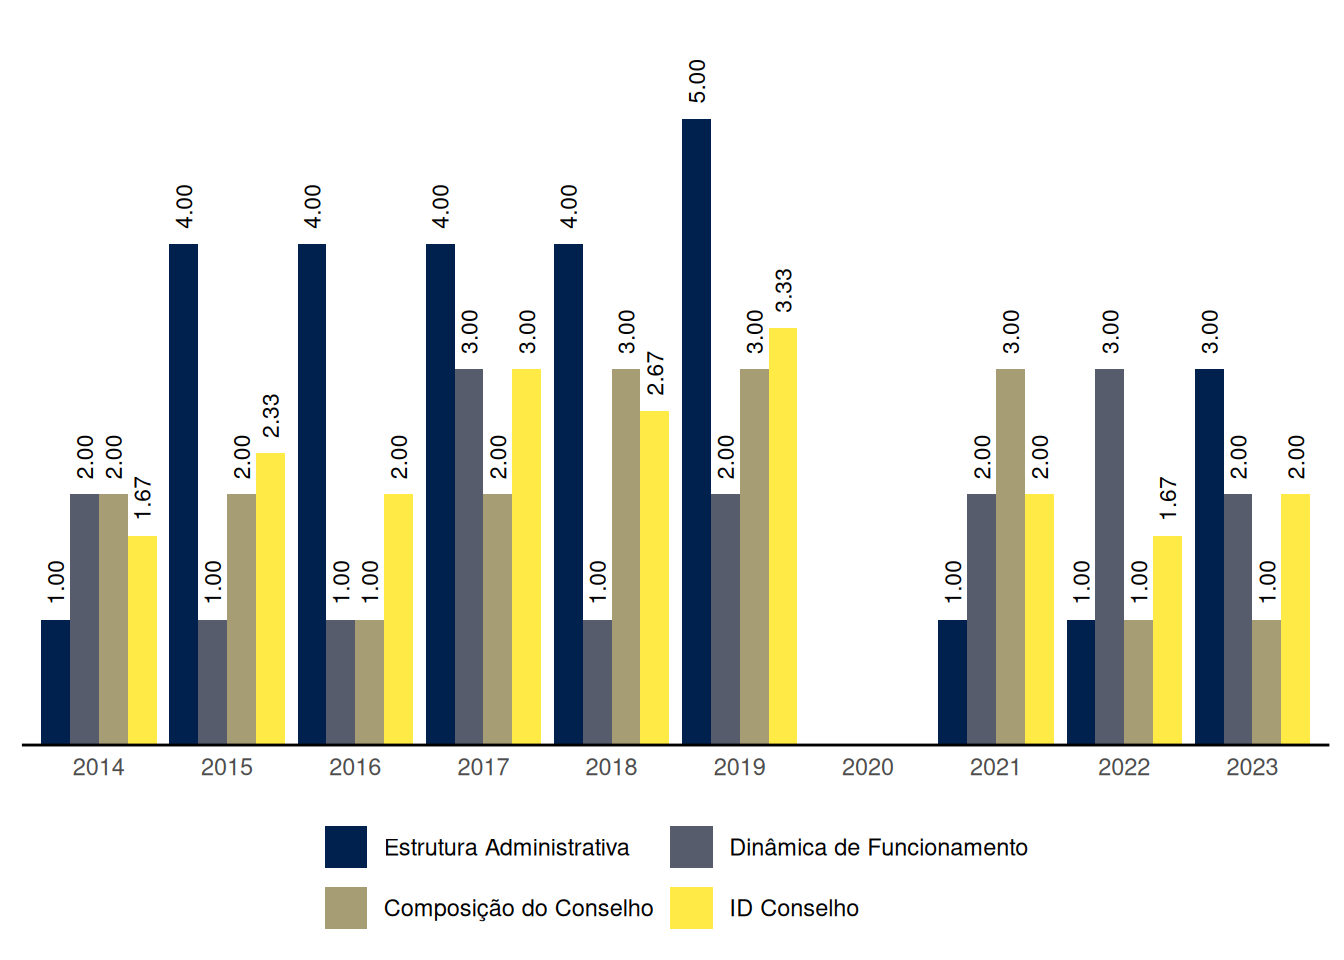 5.00
4.00 4.00 4.00 4.00
3.33
3.00 3.00 3.00 3.00 3.00 3.00 3.00
2.67
2.33
2.00 2.00 2.00 2.00 2.00 2.00 2.00 2.00 2.00 2.00
1.67 1.67
1.00 1.00 1.00 1.00 1.00 1.00 1.00 1.00 1.00
2014 2015 2016 2017 2018 2019 2020 2021 2022 2023
Estrutura Administrativa Dinâmica de Funcionamento
Composição do Conselho ID Conselho